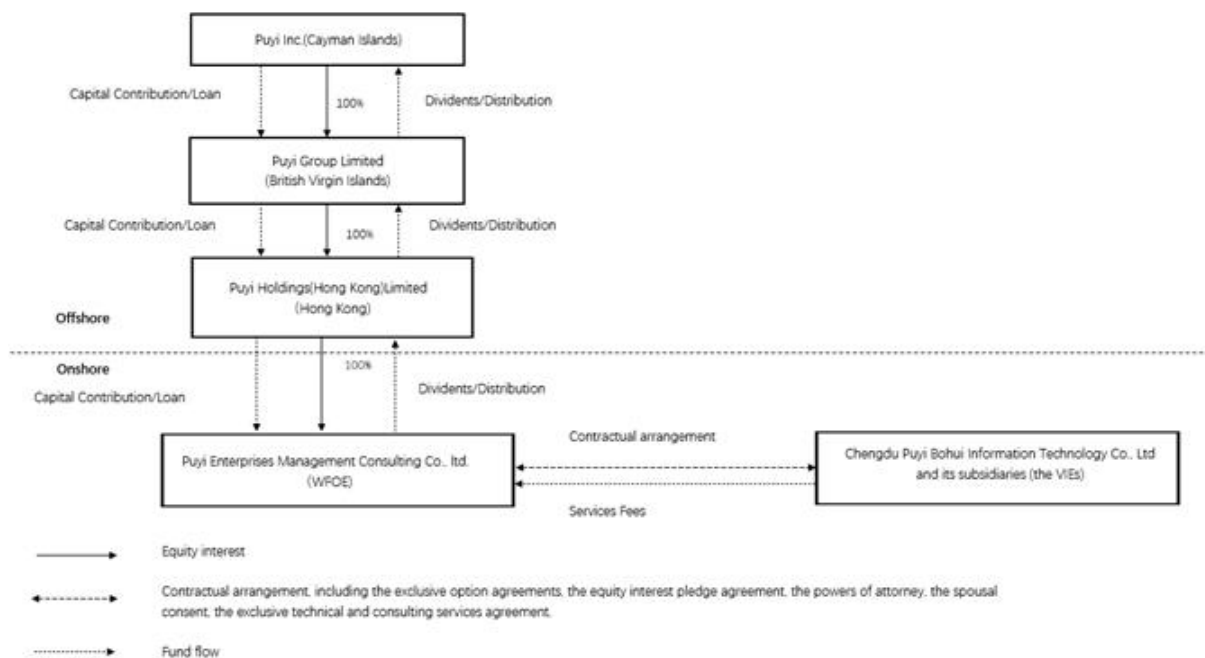 Puyi Inc.(Cayman Islands)
Capital Contribution/Loan
100%
Dividents/Distribution
Puyi Group Limited
(British Virgin Islands)
Capital Contribution/Loan
100%
Dividents/Distribution
Puyi Holdings(Hong Kong)Limited
(Hong Kong)
Offshore
Onshore
100%
Capital Contribution/Loan
Dividents/Distribution
Puyi Enterprises Management Consulting Co., ltd.
(WFOE)
Contractual arrangement
Services Fees
Chengdu Puyi Bohui Information Technology Co., Ltd
and its subsidiaries (the VIEs)
Equity interest
Contractual arrangement, including the exclusive option agreements, the equity interest pledge agreement, the powers of attorney, the spousal
consent, the exclusive technical and consulting services agreement,
Fund flow